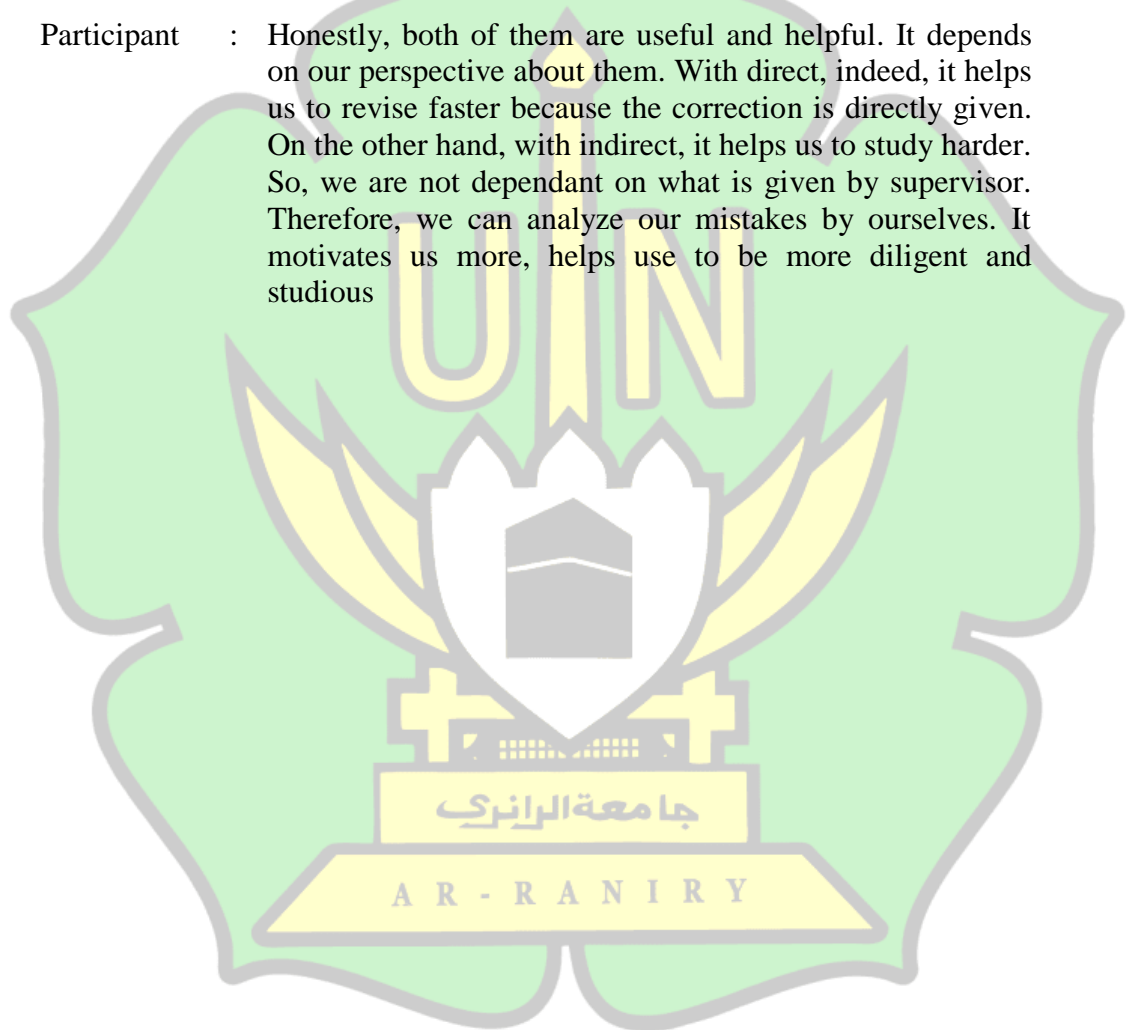 Participant : Honestly, both of them are useful and helpful. It depends
on our perspective about them. With direct, indeed, it helps
us to revise faster because the correction is directly given.
On the other hand, with indirect, it helps us to study harder.
So, we are not dependant on what is given by supervisor.
Therefore, we can analyze our mistakes by ourselves. It
motivates us more, helps use to be more diligent and
studious
UIN
جامعةالرانري
AR-RANIRY